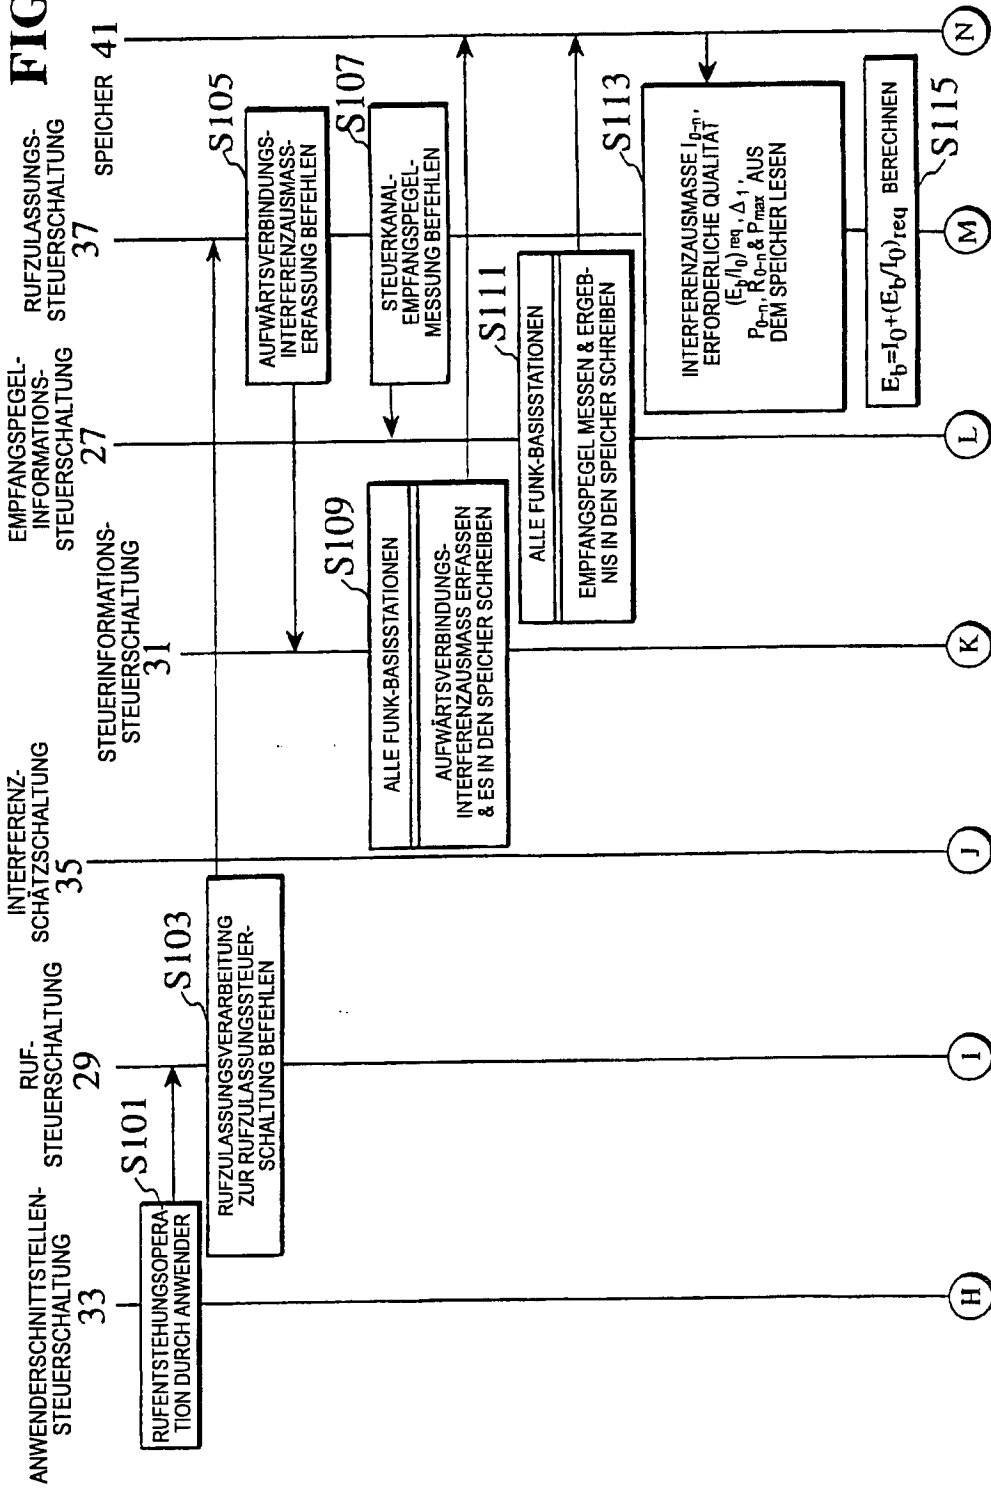 FIG
ANWENDERSCHNITTSTELLEN-
STEUERSCHALTUNG
33
RUF-
STEUERSCHALTUNG
29
INTERFERENZ-
SCHÄTZSCHALTUNG
35
STEUERINFORMATIONS-
STEUERSCHALTUNG
31
EMPFANGSPEGEL-
INFORMATIONS-
STEUERSCHALTUNG
27
RUFZULASSUNGS-
STEUERSCHALTUNG
37
SPEICHER 41
S101
RUFENTSTEHUNGSOPERA-
TION DURCH ANWENDER
S103
RUFZULASSUNGSVERARBEITUNG
ZUR RUFZULASSUNGSSTEUER-
SCHALTUNG BEFEHLEN
S105
AUFWÄRTSVERBINDUNGS-
INTERFERENZAUSMASS-
ERFASSUNG BEFEHLEN
S107
STEUERKANAL-
EMPFANGSPEGEL-
MESSUNG BEFEHLEN
S109
ALLE FUNK-BASISSTATIONEN
AUFWÄRTSVERBINDUNGS-
INTERFERENZAUSMASS ERFASSEN
& ES IN DEN SPEICHER SCHREIBEN
S111
ALLE FUNK-BASISSTATIONEN
EMPFANGSPEGEL MESSEN & ERGEB-
NIS IN DEN SPEICHER SCHREIBEN
S113
INTERFERENZAUSMASSE I0-n,
ERFORDERLICHE QUALITÄT
(Eb/I0)req, Δ1,
P0-n, R0-n & Pmax AUS
DEM SPEICHER LESEN
Eb=I0+(Eb/I0)req BERECHNEN
S115
H
I
J
K
L
M
N